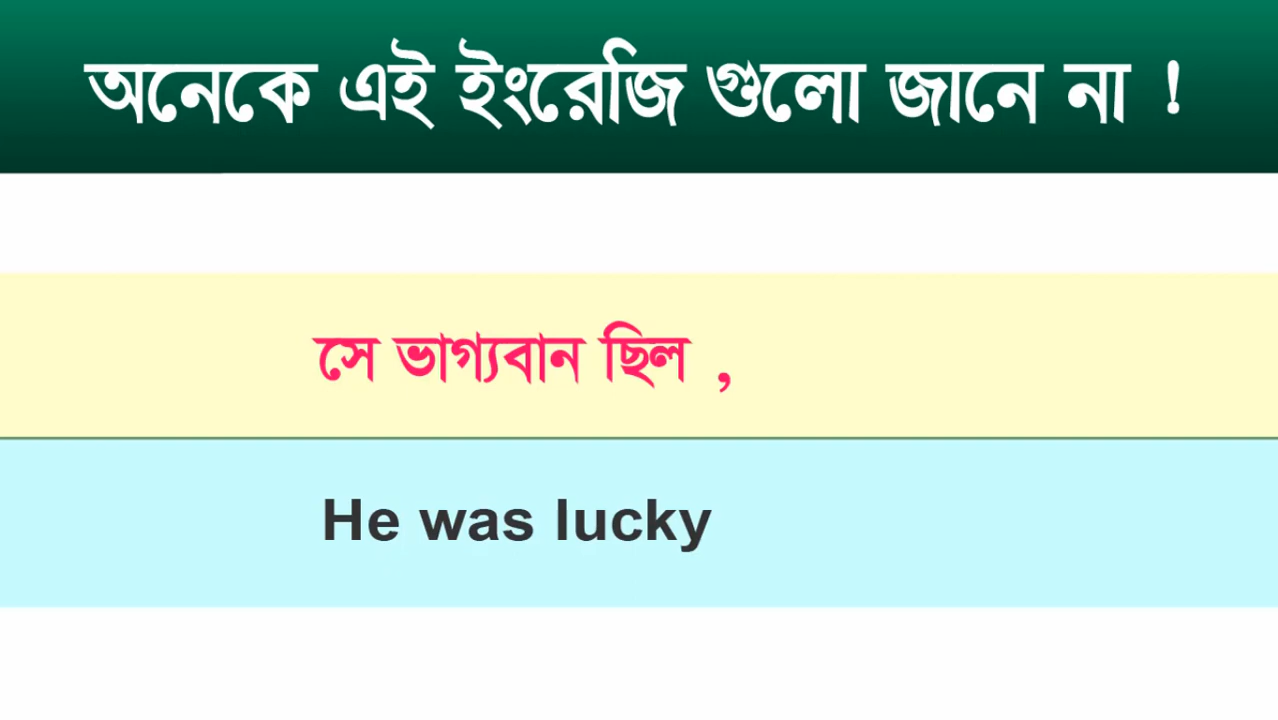 অনেকে এই ইংরেজি গুলো জানে না !
সে ভাগ্যবান ছিল ,
He was lucky